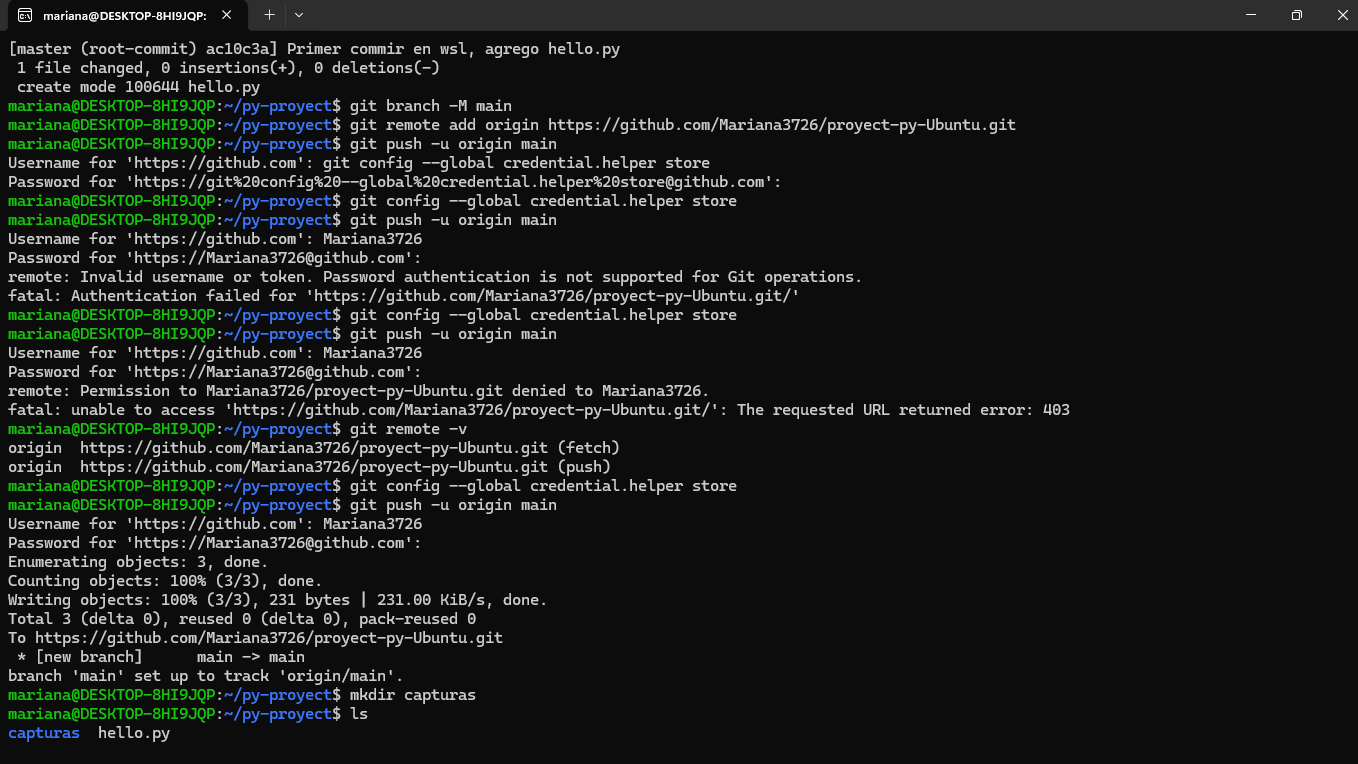 mariana@DESKTOP-8HI9JQP:
[master (root-commit) ac10c3a] Primer commir en wsl, agrego hello.py
 1 file changed, 0 insertions(+), 0 deletions(-)
 create mode 100644 hello.py
mariana@DESKTOP-8HI9JQP:~/py-proyect$ git branch -M main
mariana@DESKTOP-8HI9JQP:~/py-proyect$ git remote add origin https://github.com/Mariana3726/proyect-py-Ubuntu.git
mariana@DESKTOP-8HI9JQP:~/py-proyect$ git push -u origin main
Username for 'https://github.com': git config --global credential.helper store
Password for 'https://git%20config%20--global%20credential.helper%20store@github.com':
mariana@DESKTOP-8HI9JQP:~/py-proyect$ git config --global credential.helper store
mariana@DESKTOP-8HI9JQP:~/py-proyect$ git push -u origin main
Username for 'https://github.com': Mariana3726
Password for 'https://Mariana3726@github.com':
remote: Invalid username or token. Password authentication is not supported for Git operations.
fatal: Authentication failed for 'https://github.com/Mariana3726/proyect-py-Ubuntu.git/'
mariana@DESKTOP-8HI9JQP:~/py-proyect$ git config --global credential.helper store
mariana@DESKTOP-8HI9JQP:~/py-proyect$ git push -u origin main
Username for 'https://github.com': Mariana3726
Password for 'https://Mariana3726@github.com':
remote: Permission to Mariana3726/proyect-py-Ubuntu.git denied to Mariana3726.
fatal: unable to access 'https://github.com/Mariana3726/proyect-py-Ubuntu.git/': The requested URL returned error: 403
mariana@DESKTOP-8HI9JQP:~/py-proyect$ git remote -v
origin  https://github.com/Mariana3726/proyect-py-Ubuntu.git (fetch)
origin  https://github.com/Mariana3726/proyect-py-Ubuntu.git (push)
mariana@DESKTOP-8HI9JQP:~/py-proyect$ git config --global credential.helper store
mariana@DESKTOP-8HI9JQP:~/py-proyect$ git push -u origin main
Username for 'https://github.com': Mariana3726
Password for 'https://Mariana3726@github.com':
Enumerating objects: 3, done.
Counting objects: 100% (3/3), done.
Writing objects: 100% (3/3), 231 bytes | 231.00 KiB/s, done.
Total 3 (delta 0), reused 0 (delta 0), pack-reused 0
To https://github.com/Mariana3726/proyect-py-Ubuntu.git
 * [new branch]      main -> main
branch 'main' set up to track 'origin/main'.
mariana@DESKTOP-8HI9JQP:~/py-proyect$ mkdir capturas
mariana@DESKTOP-8HI9JQP:~/py-proyect$ ls
capturas  hello.py